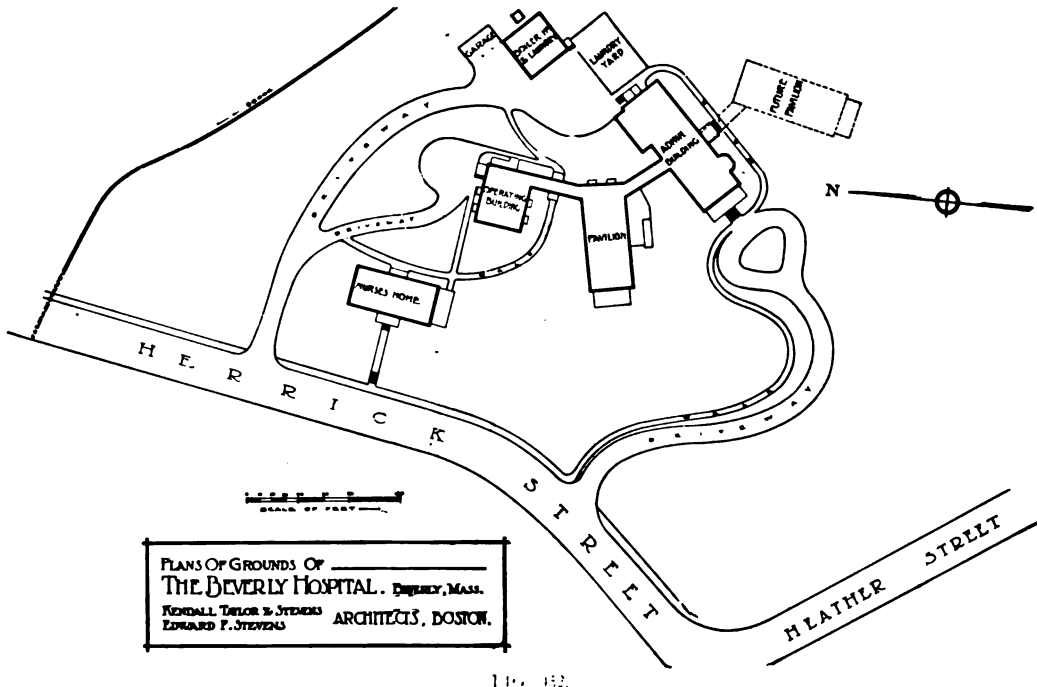 GARAGE
BOILER HO
& LAUNDRY
LAUNDRY
YARD
FUTURE
PAVILION
ADMIN
BUILDING
DRIVEWAY
OPERATING
BUILDING
DRIVEWAY
PAVILION
N
NURSES HOME
WALK
WALK
DRIVEWAY
HERRICK STREET
HEATHER STREET
SCALE OF FEET
PLANS OF GROUNDS OF
THE BEVERLY HOSPITAL. BEVERLY, MASS.
KENDALL TAYLOR & STEVENS
EDWARD F. STEVENS
ARCHITECTS, BOSTON.